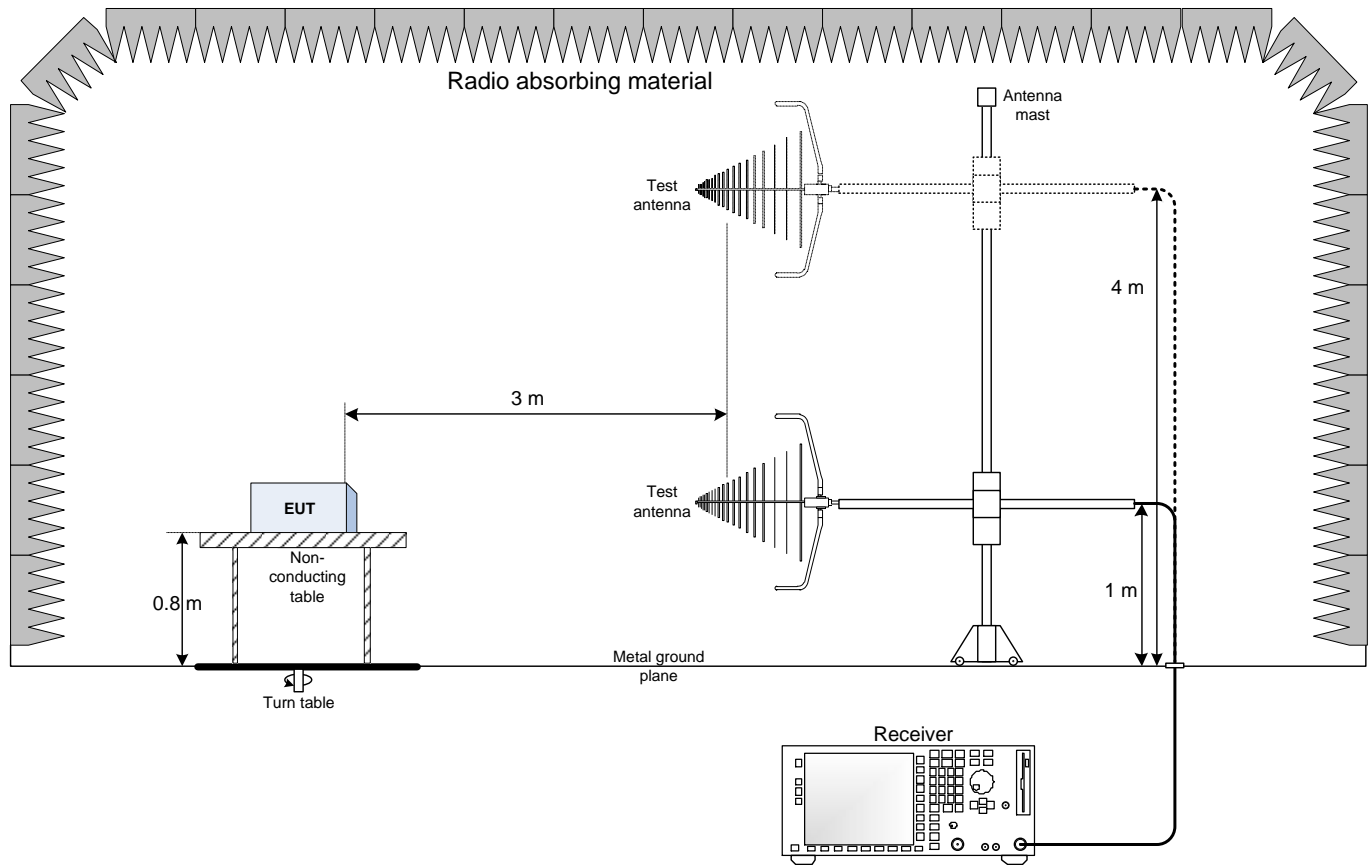 Radio absorbing material
Antenna
mast
Test
antenna
4 m
3 m
EUT
Test
antenna
Non-
conducting
table
0.8 m
1 m
Metal ground
plane
Turn table
Receiver